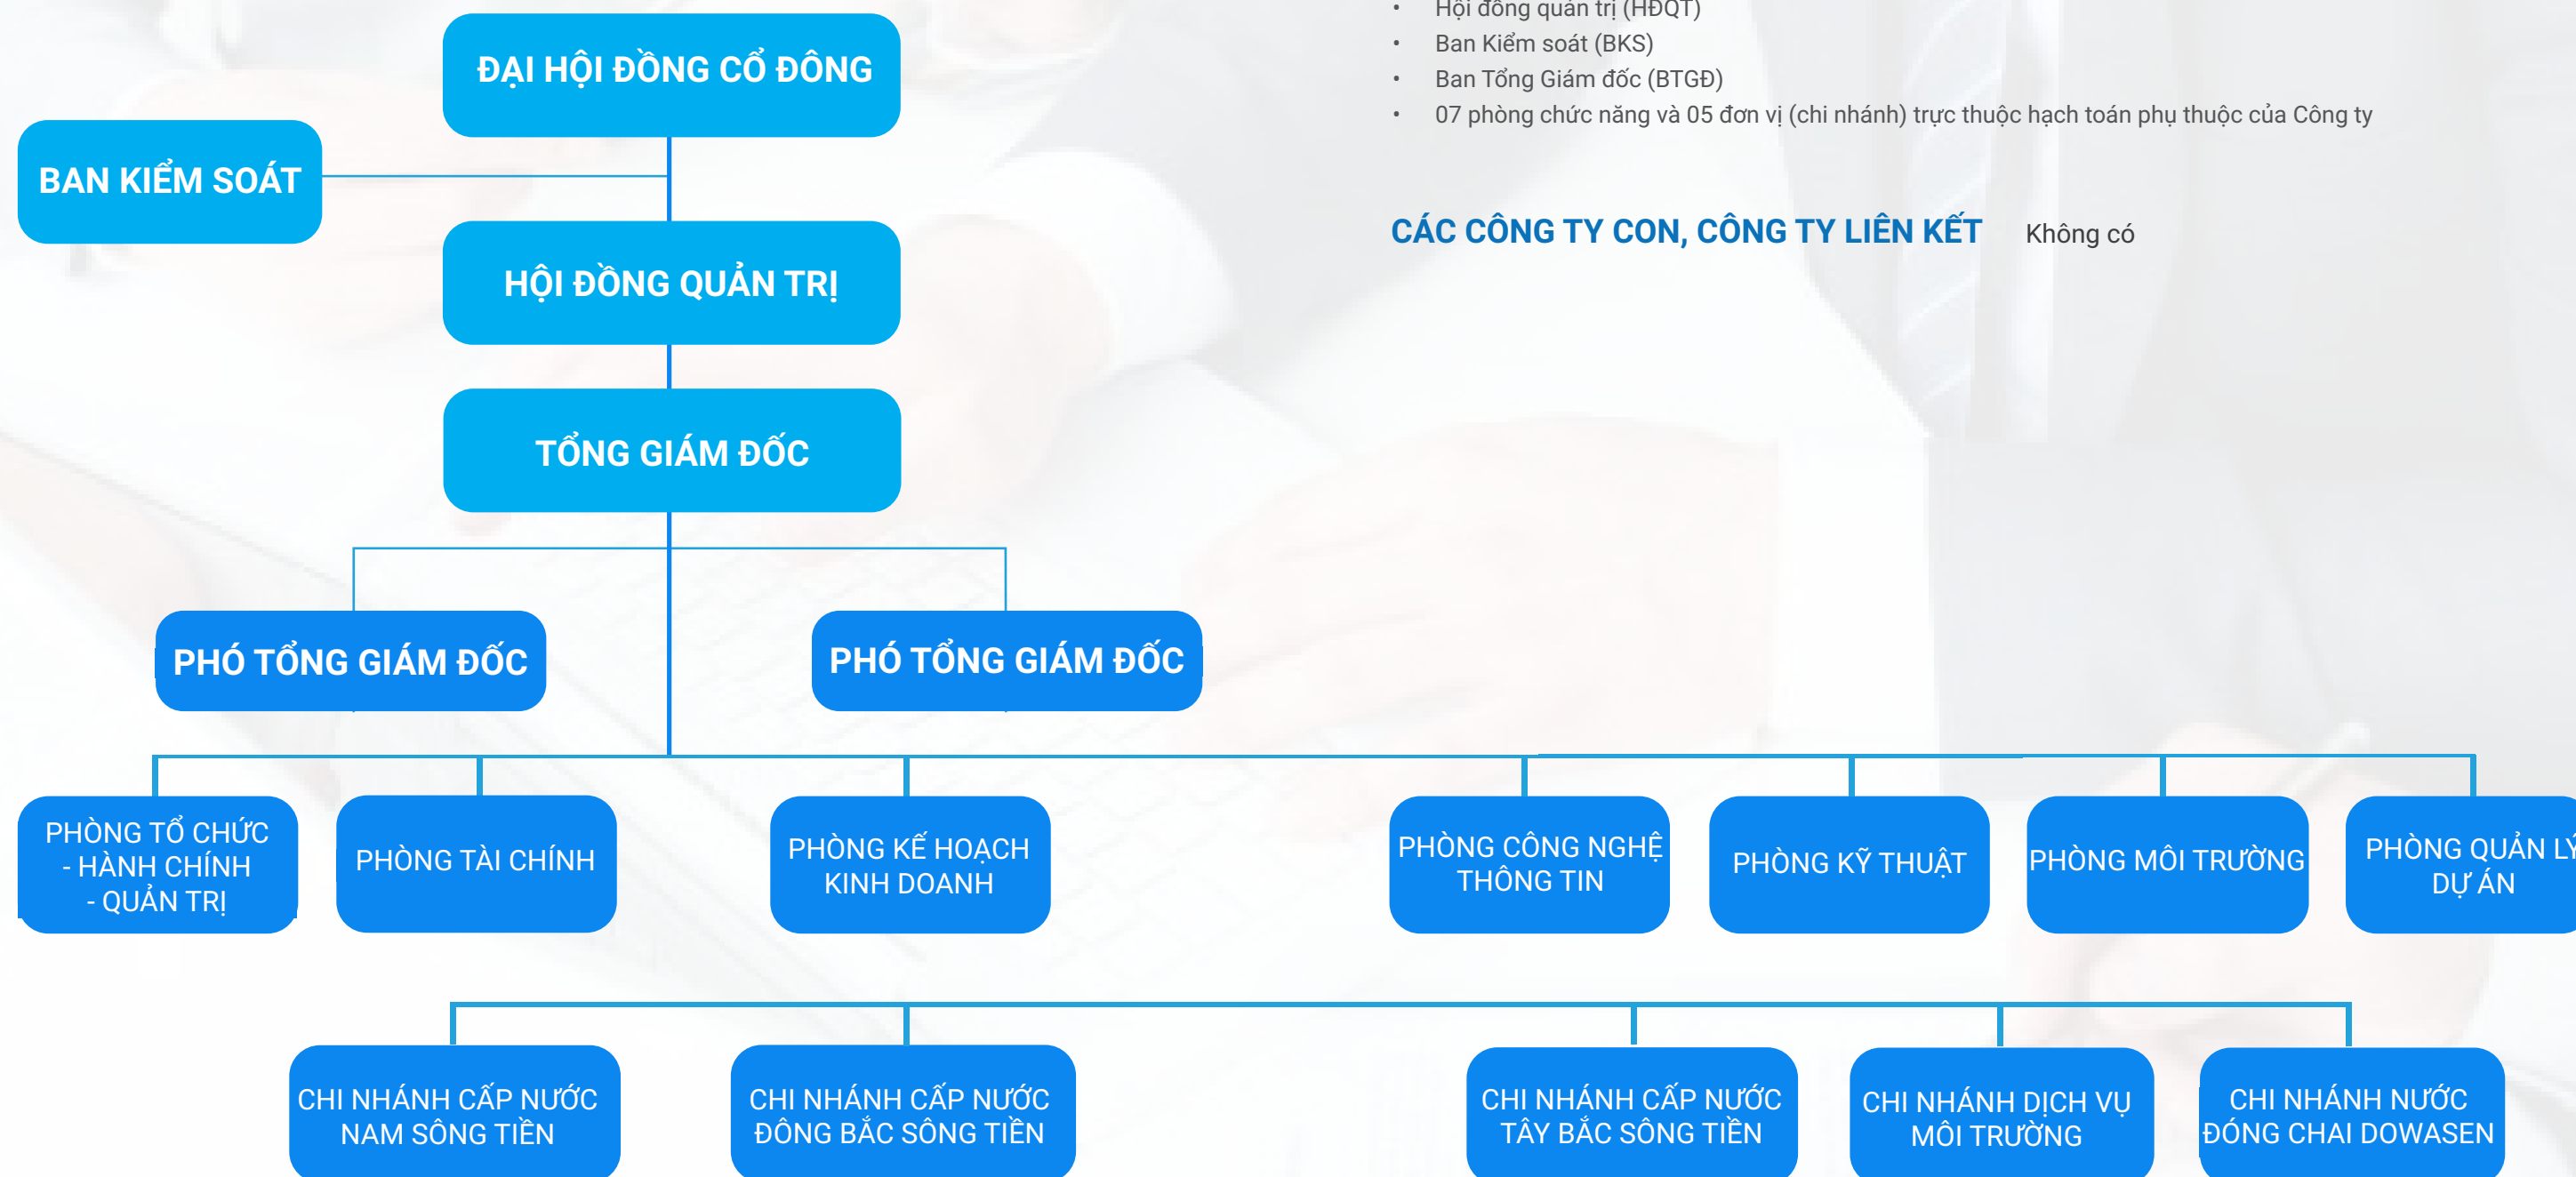 ĐẠI HỘI ĐỒNG CỔ ĐÔNG
BAN KIỂM SOÁT
HỘI ĐỒNG QUẢN TRỊ
TỔNG GIÁM ĐỐC
PHÓ TỔNG GIÁM ĐỐC
PHÓ TỔNG GIÁM ĐỐC
• Hội đồng quản trị (HĐQT)
• Ban Kiểm soát (BKS)
• Ban Tổng Giám đốc (BTGĐ)
• 07 phòng chức năng và 05 đơn vị (chi nhánh) trực thuộc hạch toán phụ thuộc của Công ty
CÁC CÔNG TY CON, CÔNG TY LIÊN KẾT Không có
PHÒNG TỔ CHỨC
- HÀNH CHÍNH
- QUẢN TRỊ
PHÒNG TÀI CHÍNH
PHÒNG KẾ HOẠCH
KINH DOANH
PHÒNG CÔNG NGHỆ
THÔNG TIN
PHÒNG KỸ THUẬT
PHÒNG MÔI TRƯỜNG
PHÒNG QUẢN LÝ
DỰ ÁN
CHI NHÁNH CẤP NƯỚC
NAM SÔNG TIỀN
CHI NHÁNH CẤP NƯỚC
ĐÔNG BẮC SÔNG TIỀN
CHI NHÁNH CẤP NƯỚC
TÂY BẮC SÔNG TIỀN
CHI NHÁNH DỊCH VỤ
MÔI TRƯỜNG
CHI NHÁNH NƯỚC
ĐÓNG CHAI DOWASEN